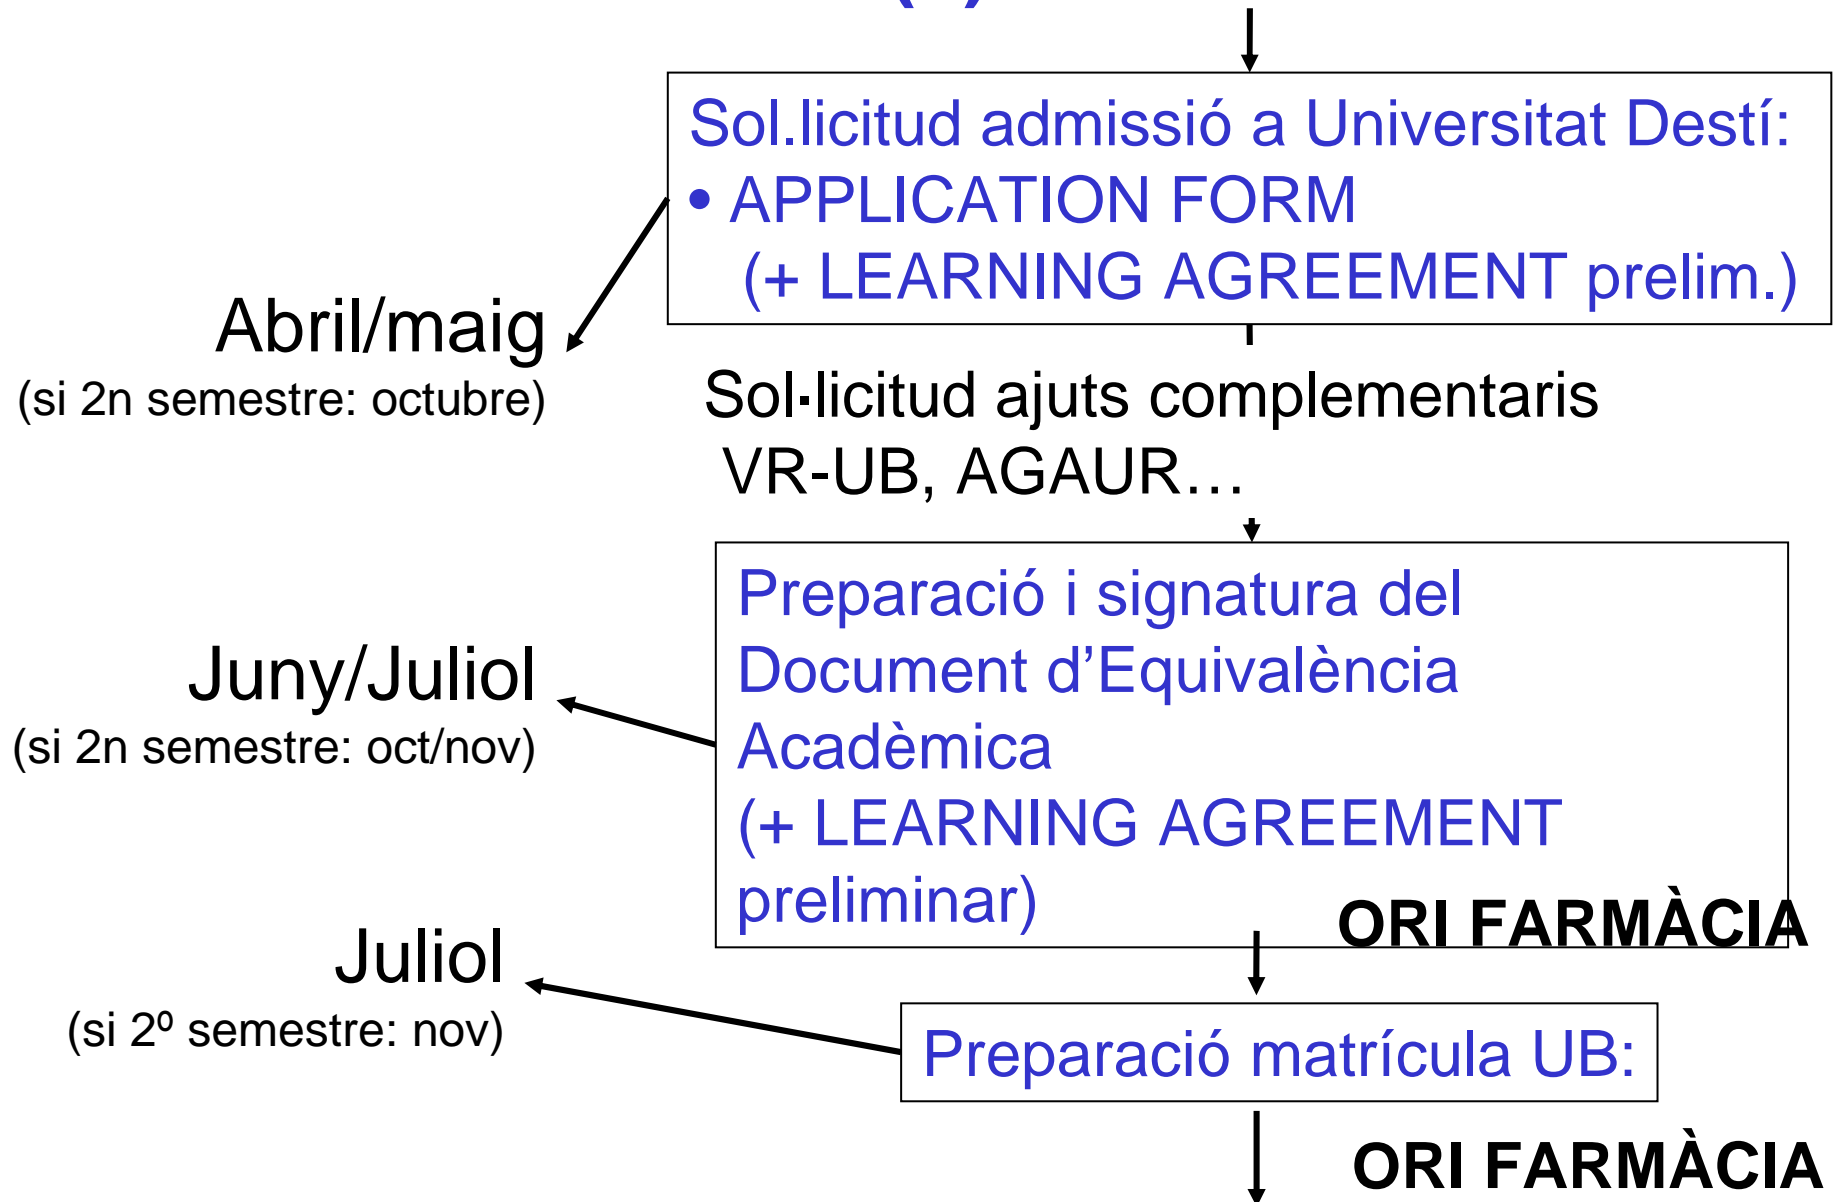 Sol.licitud admissió a Universitat Destí:
• APPLICATION FORM
(+ LEARNING AGREEMENT prelim.)
Abril/maig
(si 2n semestre: octubre)
Sol·licitud ajuts complementaris
VR-UB, AGAUR…
Preparació i signatura del
Document d’Equivalència
Acadèmica
(+ LEARNING AGREEMENT
preliminar)
Juny/Juliol
(si 2n semestre: oct/nov)
ORI FARMÀCIA
Juliol
(si 2º semestre: nov)
Preparació matrícula UB:
ORI FARMÀCIA